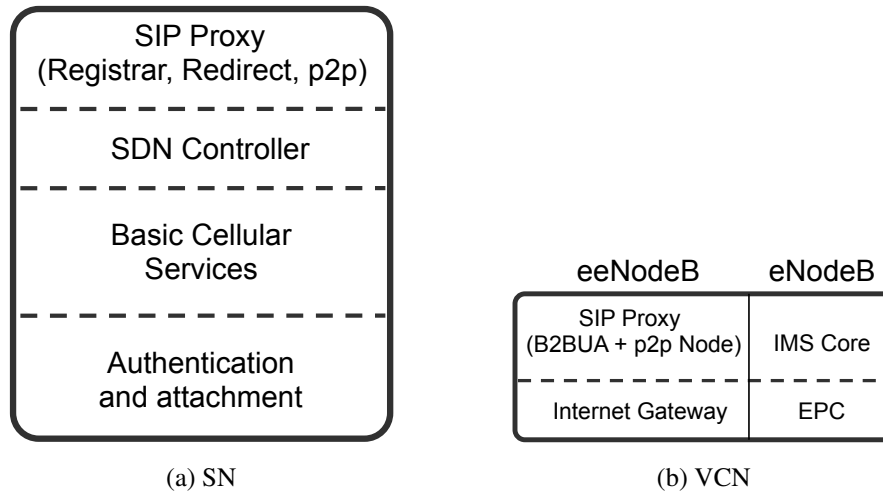 SIP Proxy
(Registrar, Redirect, p2p)
SDN Controller
Basic Cellular
Services
Authentication
and attachment
(a) SN
eeNodeB
eNodeB
SIP Proxy
(B2BUA + p2p Node)
IMS Core
Internet Gateway
EPC
(b) VCN